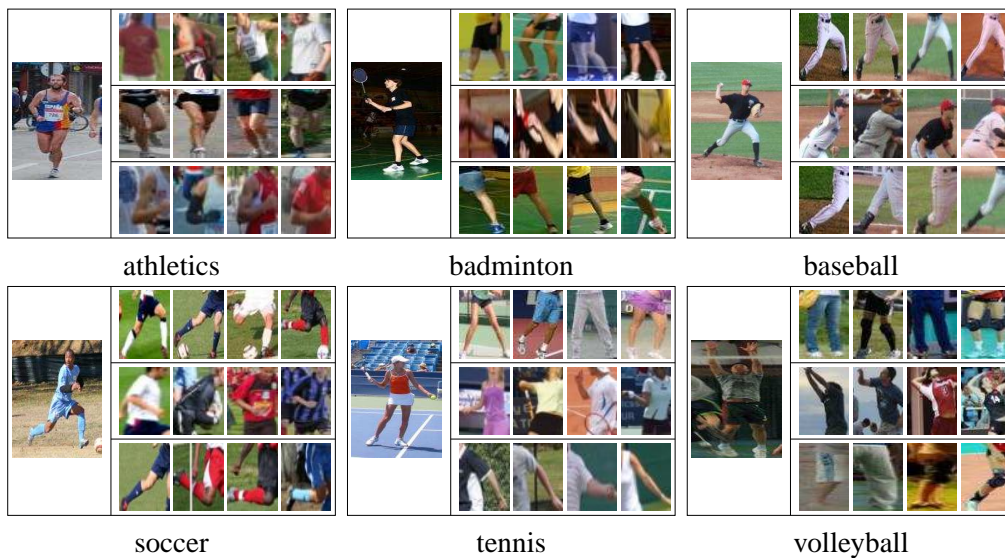 athletics
badminton
baseball
soccer
tennis
volleyball